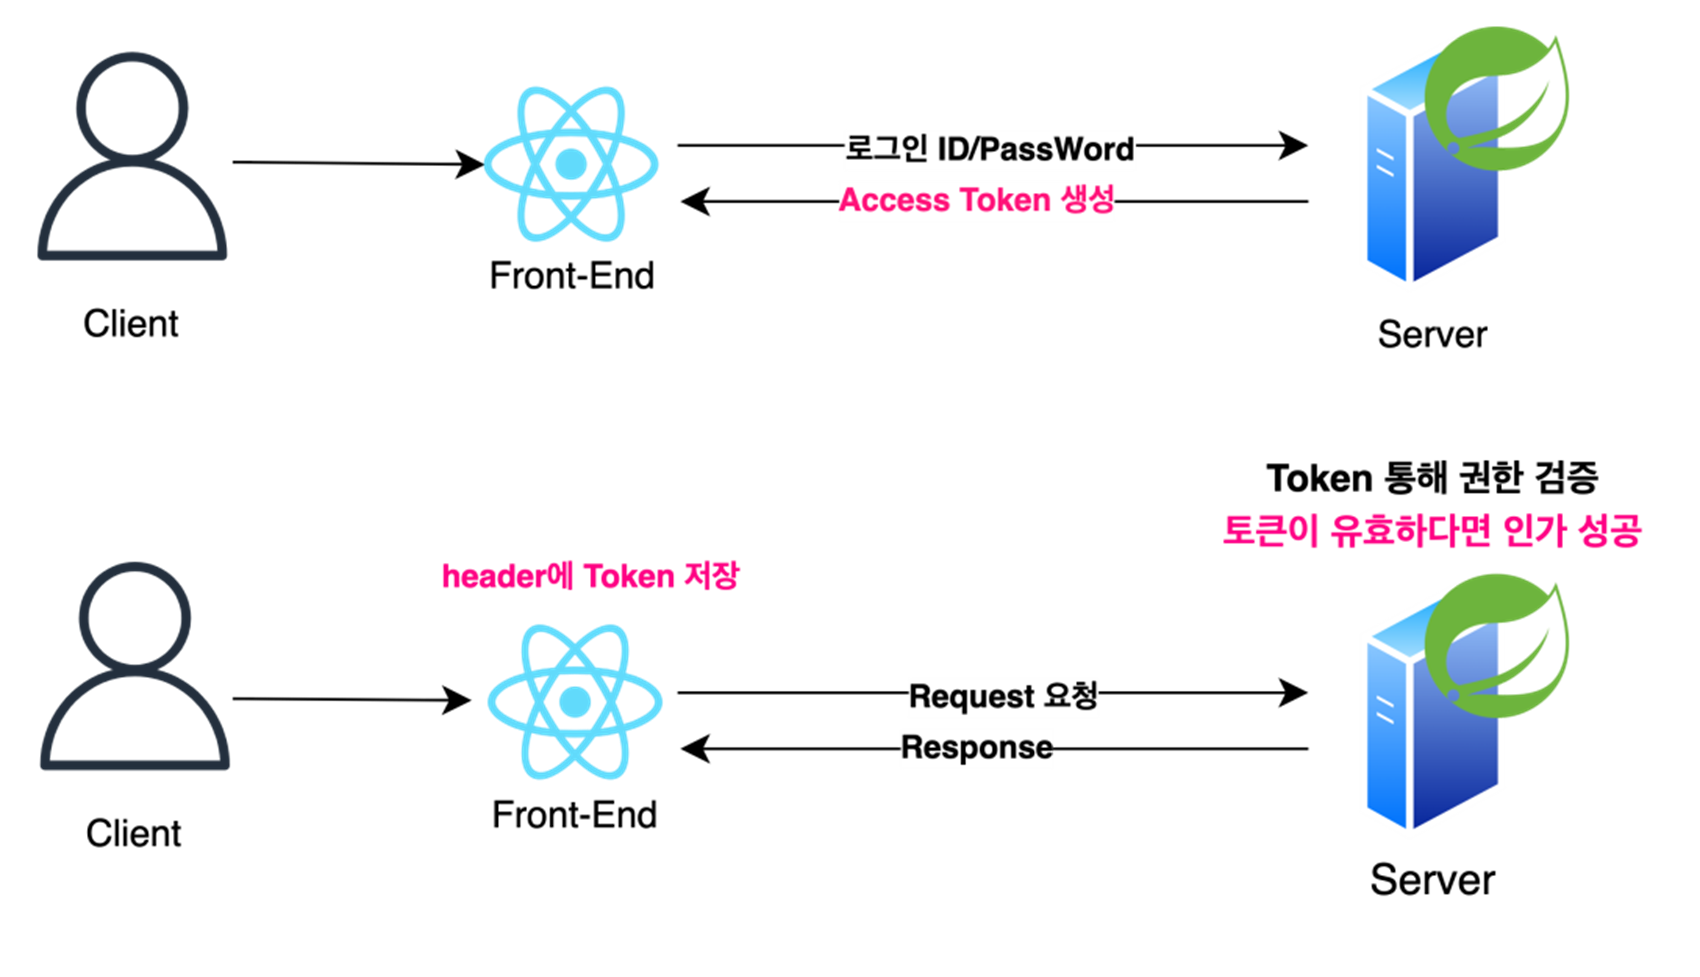 로그인 ID/PassWord
Access Token 생성
Front-End
Client
Server
Token 통해 권한 검증
토큰이 유효하다면 인가 성공
header에 Token 저장
Request 요청
Response
Front-End
Client
Server